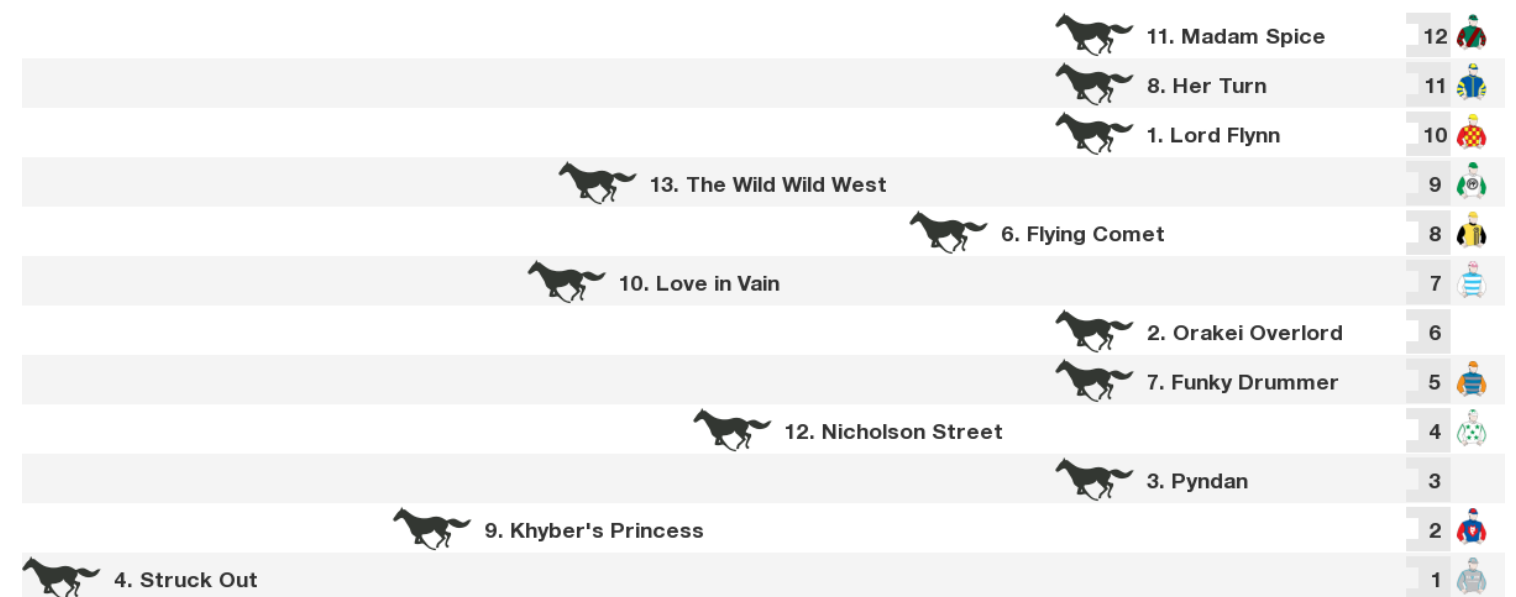 11. Madam Spice 12
8. Her Turn 11
1. Lord Flynn 10
13. The Wild Wild West 9
6. Flying Comet 8
10. Love in Vain 7
2. Orakei Overlord 6
7. Funky Drummer 5
12. Nicholson Street 4
3. Pyndan 3
9. Khyber's Princess 2
4. Struck Out 1